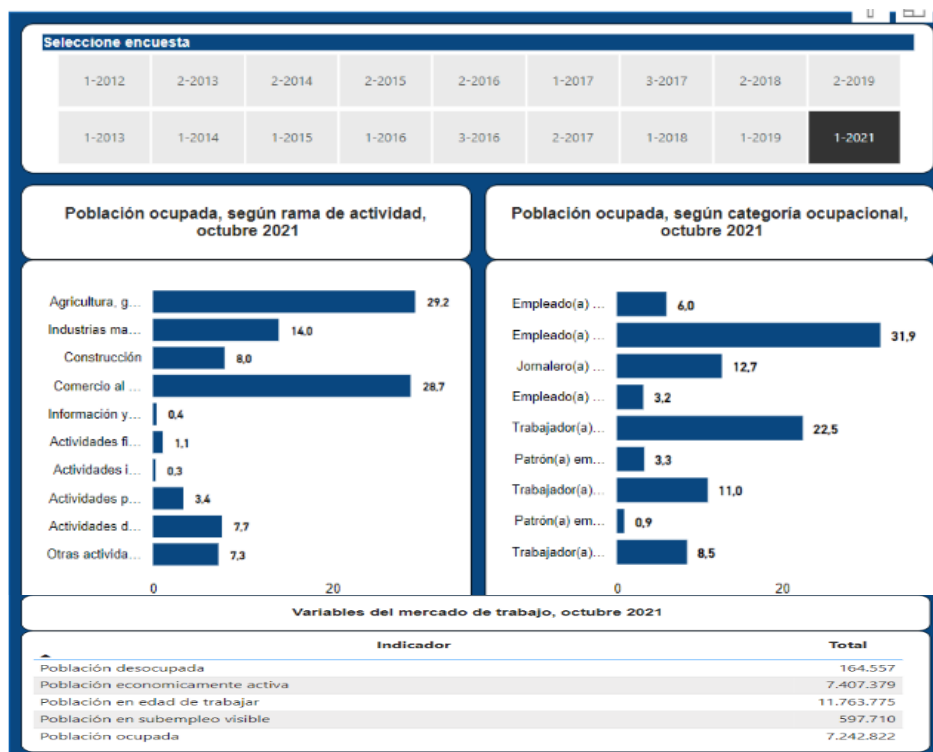 Seleccione encuesta
1-2012 2-2013 2-2014 2-2015 2-2016 1-2017 3-2017 2-2018 2-2019
1-2013 1-2014 1-2015 1-2016 3-2016 2-2017 1-2018 1-2019 1-2021
Población ocupada, según rama de actividad,
octubre 2021
Agricultura, g... 29,2
Industrias ma... 14,0
Construcción 8,0
Comercio al ... 28,7
Información y... 0,4
Actividades fi... 1,1
Actividades i... 0,3
Actividades p... 3,4
Actividades d... 7,7
Otras activida... 7,3
0 20
Población ocupada, según categoría ocupacional,
octubre 2021
Empleado(a) ... 6,0
Empleado(a) ... 31,9
Jornalero(a) ... 12,7
Empleado(a) ... 3,2
Trabajador(a)... 22,5
Patrón(a) em... 3,3
Trabajador(a)... 11,0
Patrón(a) em... 0,9
Trabajador(a)... 8,5
0 20
Variables del mercado de trabajo, octubre 2021
Indicador Total
Población desocupada 164.557
Población economicamente activa 7.407.379
Población en edad de trabajar 11.763.775
Población en subempleo visible 597.710
Población ocupada 7.242.822